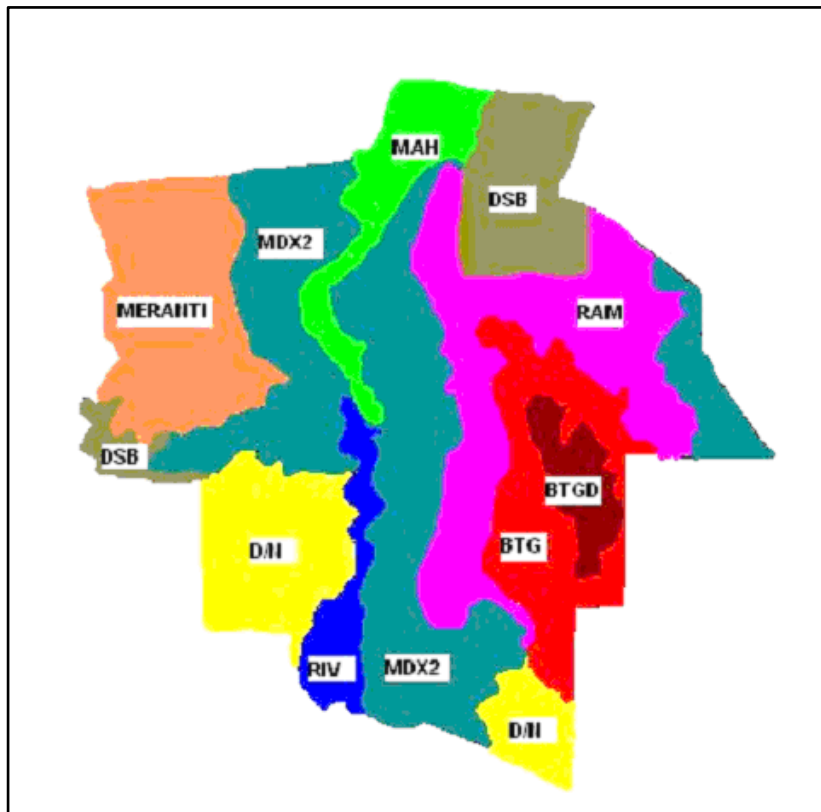 MAH
DSB
MDX2
MERANTI
RAM
DSB
BTGD
D/N
BTG
RIV
MDX2
D/N